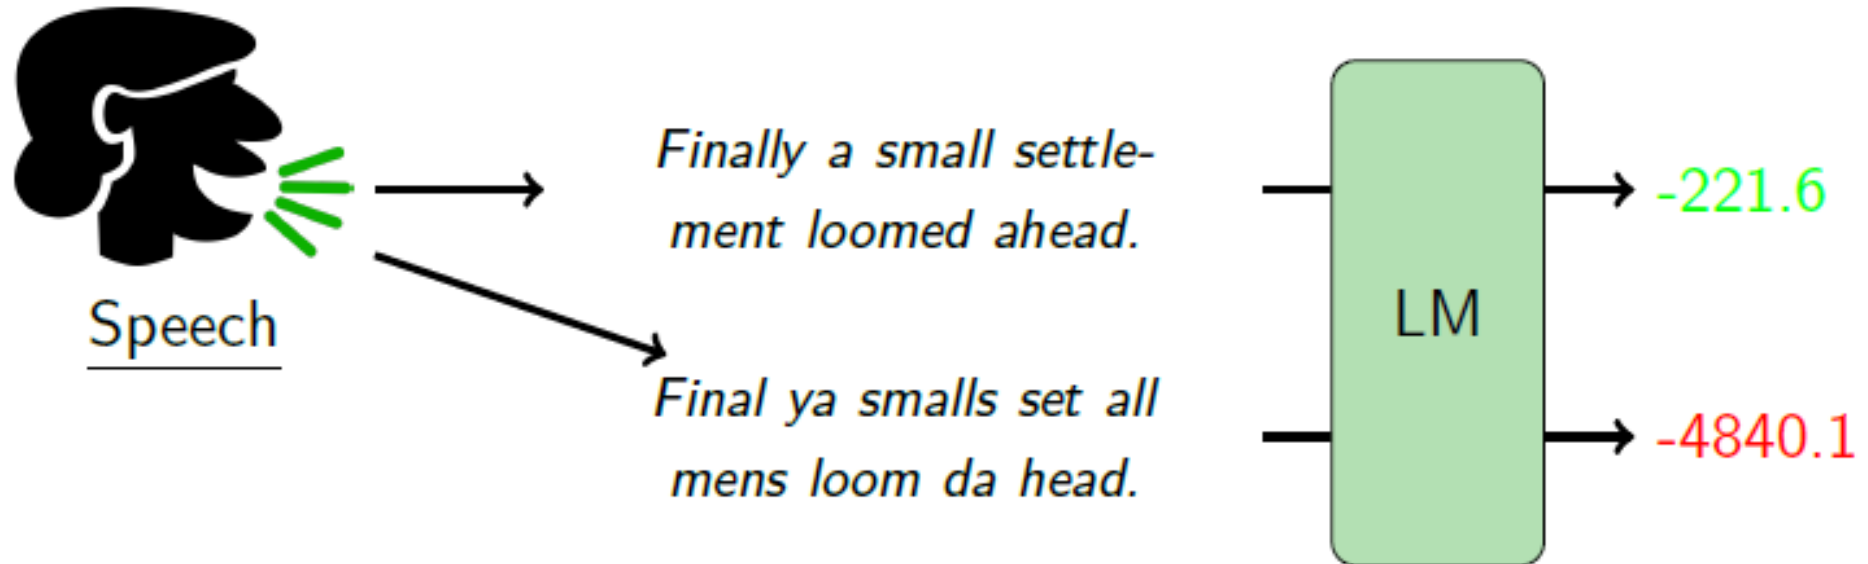 Speech
Finally a small settle-
ment loomed ahead.
Final ya smalls set all
mens loom da head.
LM
-221.6
-4840.1